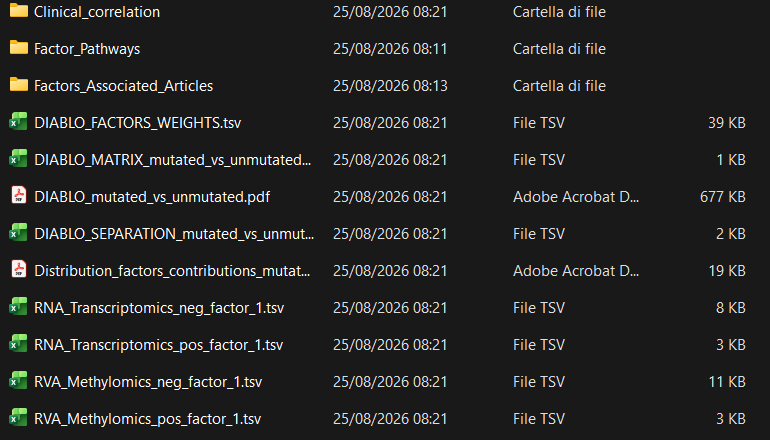 Clinical_correlation 25/08/2026 08:21 Cartella di file
Factor_Pathways 25/08/2026 08:11 Cartella di file
Factors_Associated_Articles 25/08/2026 08:13 Cartella di file
DIABLO_FACTORS_WEIGHTS.tsv 25/08/2026 08:21 File TSV 39 KB
DIABLO_MATRIX_mutated_vs_unmutated... 25/08/2026 08:21 File TSV 1 KB
DIABLO_mutated_vs_unmutated.pdf 25/08/2026 08:21 Adobe Acrobat D... 677 KB
DIABLO_SEPARATION_mutated_vs_unmut... 25/08/2026 08:21 File TSV 2 KB
Distribution_factors_contributions_mutat... 25/08/2026 08:21 Adobe Acrobat D... 19 KB
RNA_Transcriptomics_neg_factor_1.tsv 25/08/2026 08:21 File TSV 8 KB
RNA_Transcriptomics_pos_factor_1.tsv 25/08/2026 08:21 File TSV 3 KB
RVA_Methylomics_neg_factor_1.tsv 25/08/2026 08:21 File TSV 11 KB
RVA_Methylomics_pos_factor_1.tsv 25/08/2026 08:21 File TSV 3 KB